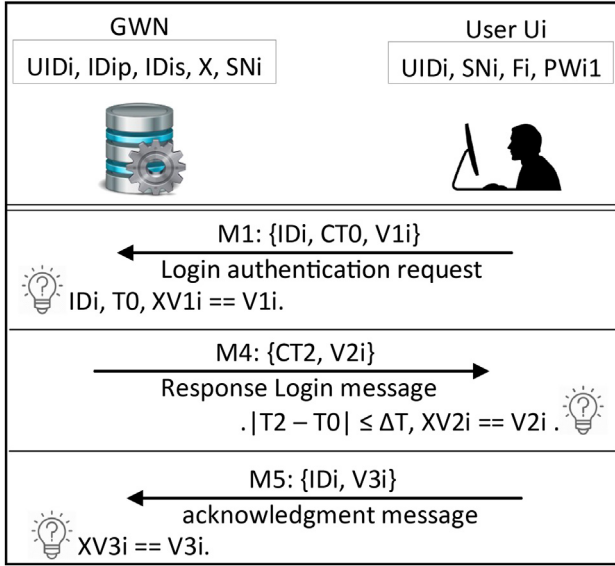 GWN
User Ui
UIDi, IDip, IDis, X, SNi
UIDi, SNi, Fi, PWi1
M1: {IDi, CT0, V1i}
Login authentication request
IDi, T0, XV1i == V1i.
M4: {CT2, V2i}
Response Login message
.|T2 – T0| ≤ ΔT, XV2i == V2i .
M5: {IDi, V3i}
acknowledgment message
XV3i == V3i.